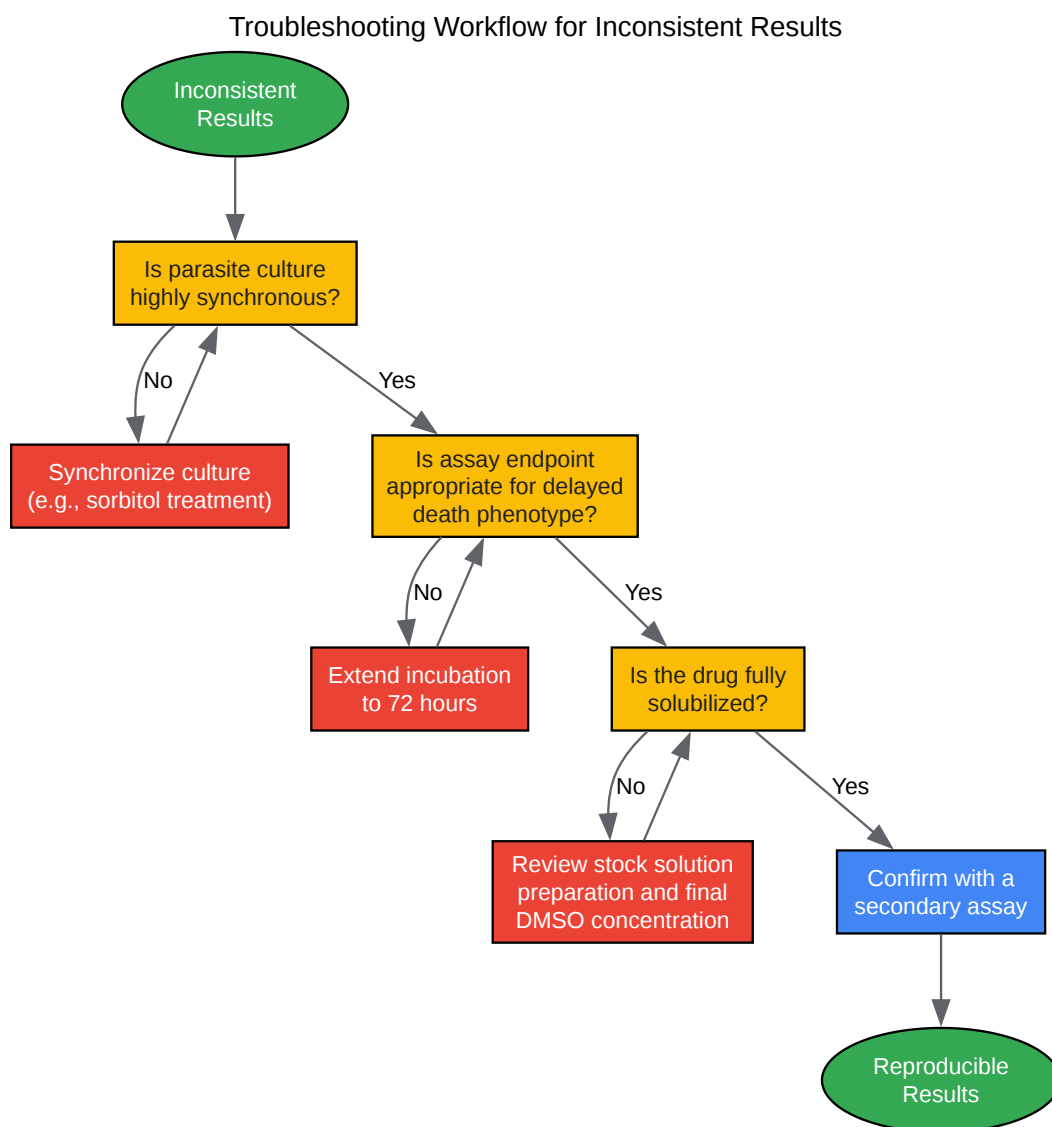 Troubleshooting Workflow for Inconsistent Results
Inconsistent
Results
Is parasite culture
highly synchronous?
No
Yes
Synchronize culture
(e.g., sorbitol treatment)
Is assay endpoint
appropriate for delayed
death phenotype?
No
Yes
Extend incubation
to 72 hours
Is the drug fully
solubilized?
No
Yes
Review stock solution
preparation and final
DMSO concentration
Confirm with a
secondary assay
Reproducible
Results